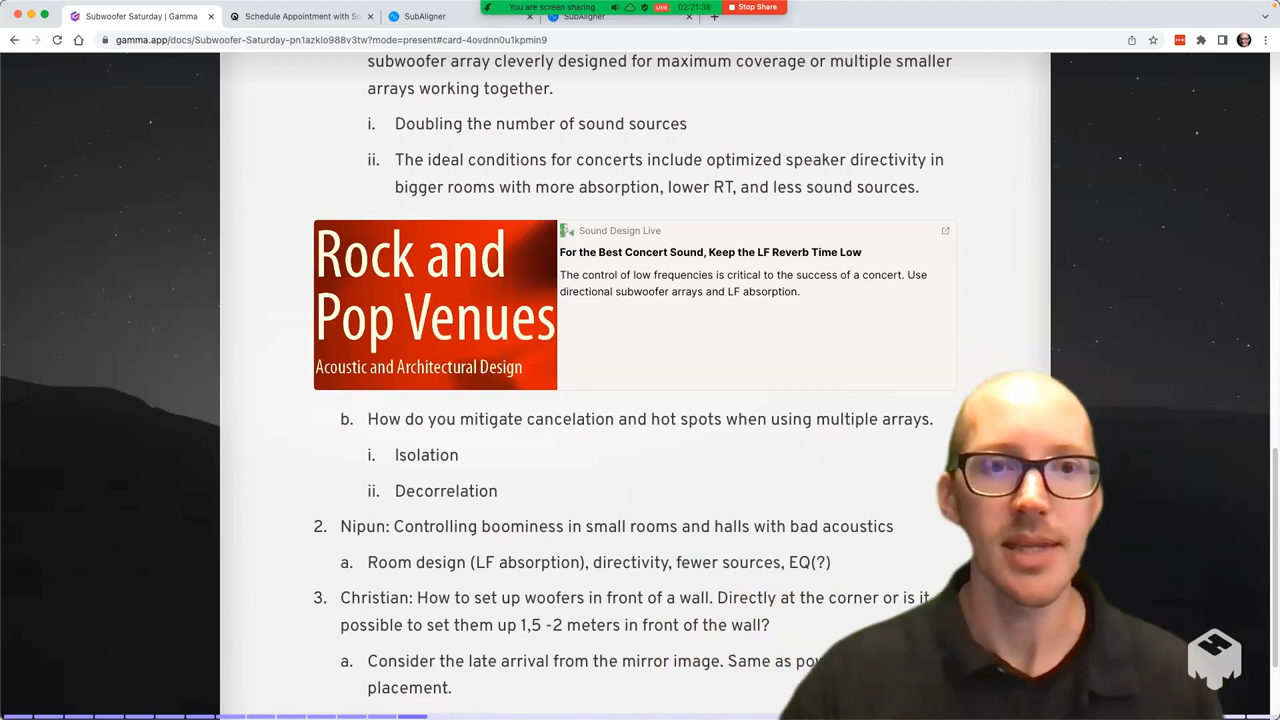 Subwoofer Saturday | Gamma
Schedule Appointment with So
SubAligner
SubAligner
You are screen sharing
LIVE
02:21:38
Stop Share
gamma.app/docs/Subwoofer-Saturday-pn1azklo988v3tw?mode=present#card-4ovdnn0u1kpmin9
subwoofer array cleverly designed for maximum coverage or multiple smaller
arrays working together.
i. Doubling the number of sound sources
ii. The ideal conditions for concerts include optimized speaker directivity in
bigger rooms with more absorption, lower RT, and less sound sources.
Rock and
Pop Venues
Acoustic and Architectural Design
Sound Design Live
For the Best Concert Sound, Keep the LF Reverb Time Low
The control of low frequencies is critical to the success of a concert. Use
directional subwoofer arrays and LF absorption.
b. How do you mitigate cancelation and hot spots when using multiple arrays.
i. Isolation
ii. Decorrelation
2. Nipun: Controlling boominess in small rooms and halls with bad acoustics
a. Room design (LF absorption), directivity, fewer sources, EQ(?)
3. Christian: How to set up woofers in front of a wall. Directly at the corner or is it
possible to set them up 1,5 -2 meters in front of the wall?
a. Consider the late arrival from the mirror image. Same as
placement.